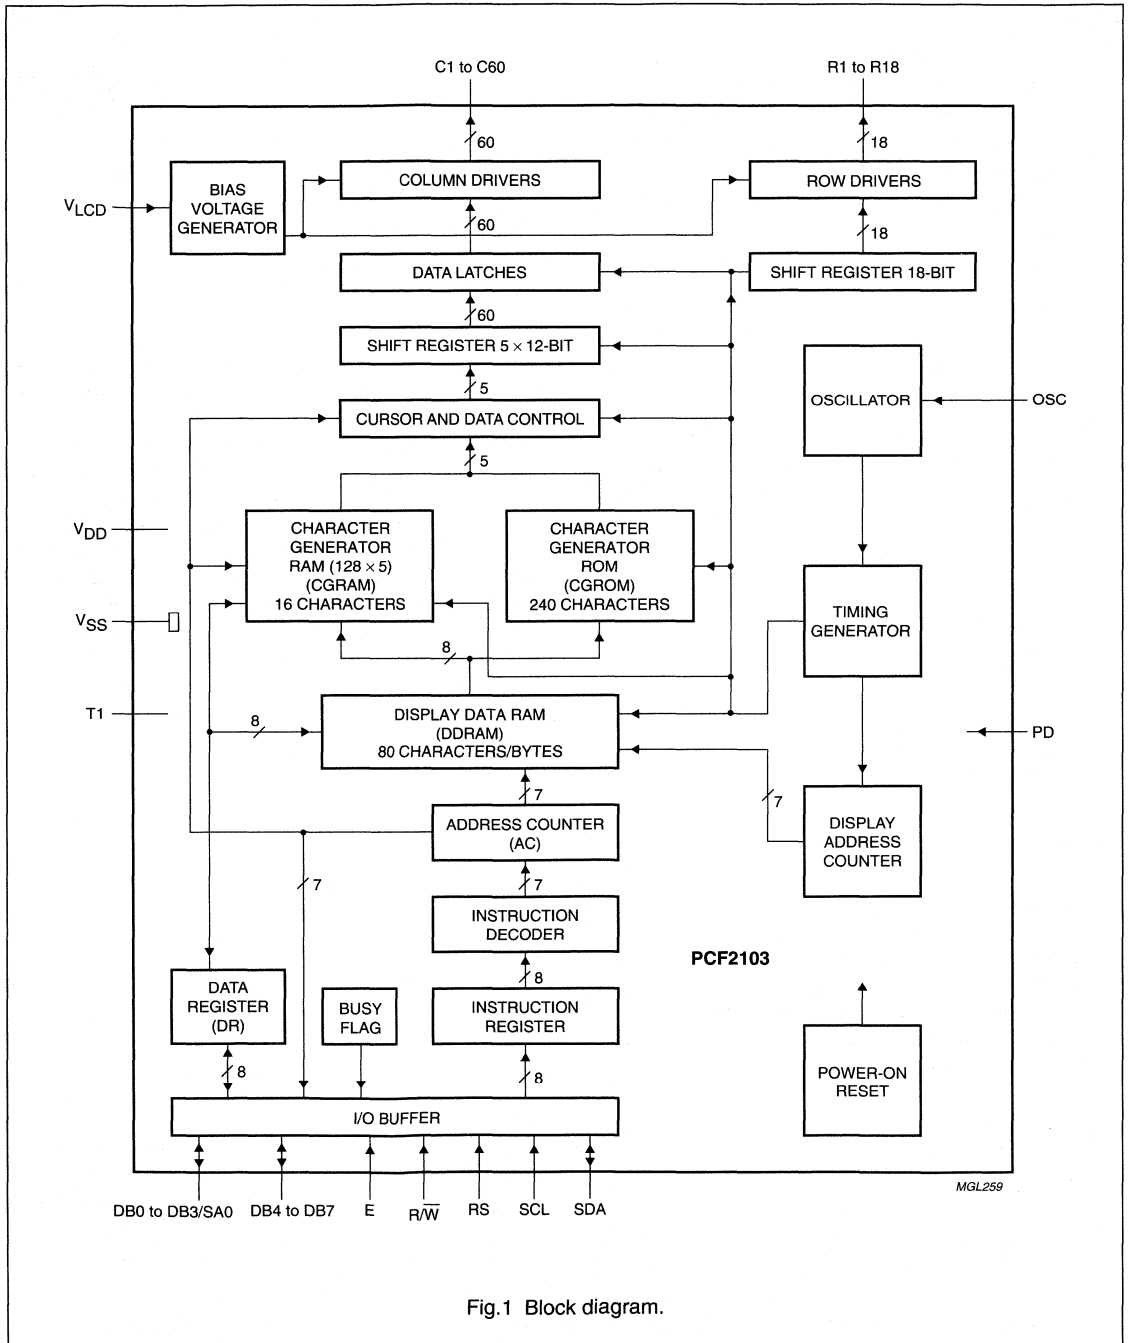 C1 to C60
R1 to R18
60
18
BIAS
VOLTAGE
GENERATOR
COLUMN DRIVERS
ROW DRIVERS
VLCD
60
18
DATA LATCHES
SHIFT REGISTER 18-BIT
60
SHIFT REGISTER 5 × 12-BIT
5
OSCILLATOR
OSC
CURSOR AND DATA CONTROL
5
VDD
CHARACTER
GENERATOR
RAM (128 × 5)
(CGRAM)
16 CHARACTERS
CHARACTER
GENERATOR
ROM
(CGROM)
240 CHARACTERS
VSS
TIMING
GENERATOR
8
T1
8
DISPLAY DATA RAM
(DDRAM)
80 CHARACTERS/BYTES
PD
7
7
ADDRESS COUNTER
(AC)
DISPLAY
ADDRESS
COUNTER
7
7
INSTRUCTION
DECODER
PCF2103
8
DATA
REGISTER
(DR)
BUSY
FLAG
INSTRUCTION
REGISTER
8
8
POWER-ON
RESET
I/O BUFFER
MGL259
DB0 to DB3/SA0
DB4 to DB7
E
R/W̅
RS
SCL
SDA
Fig.1 Block diagram.